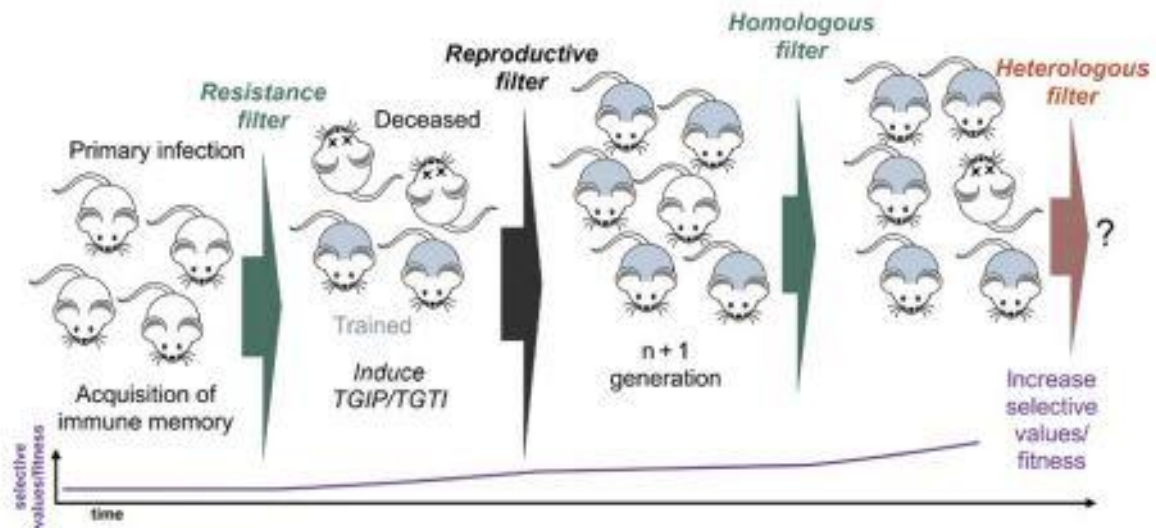 Primary infection
Acquisition of
immune memory
Resistance
filter
Deceased
Trained
Induce
TGIP/TGTI
Reproductive
filter
n + 1
generation
Homologous
filter
Heterologous
filter
?
Increase
selective
values/
fitness
selective
values/fitness
time